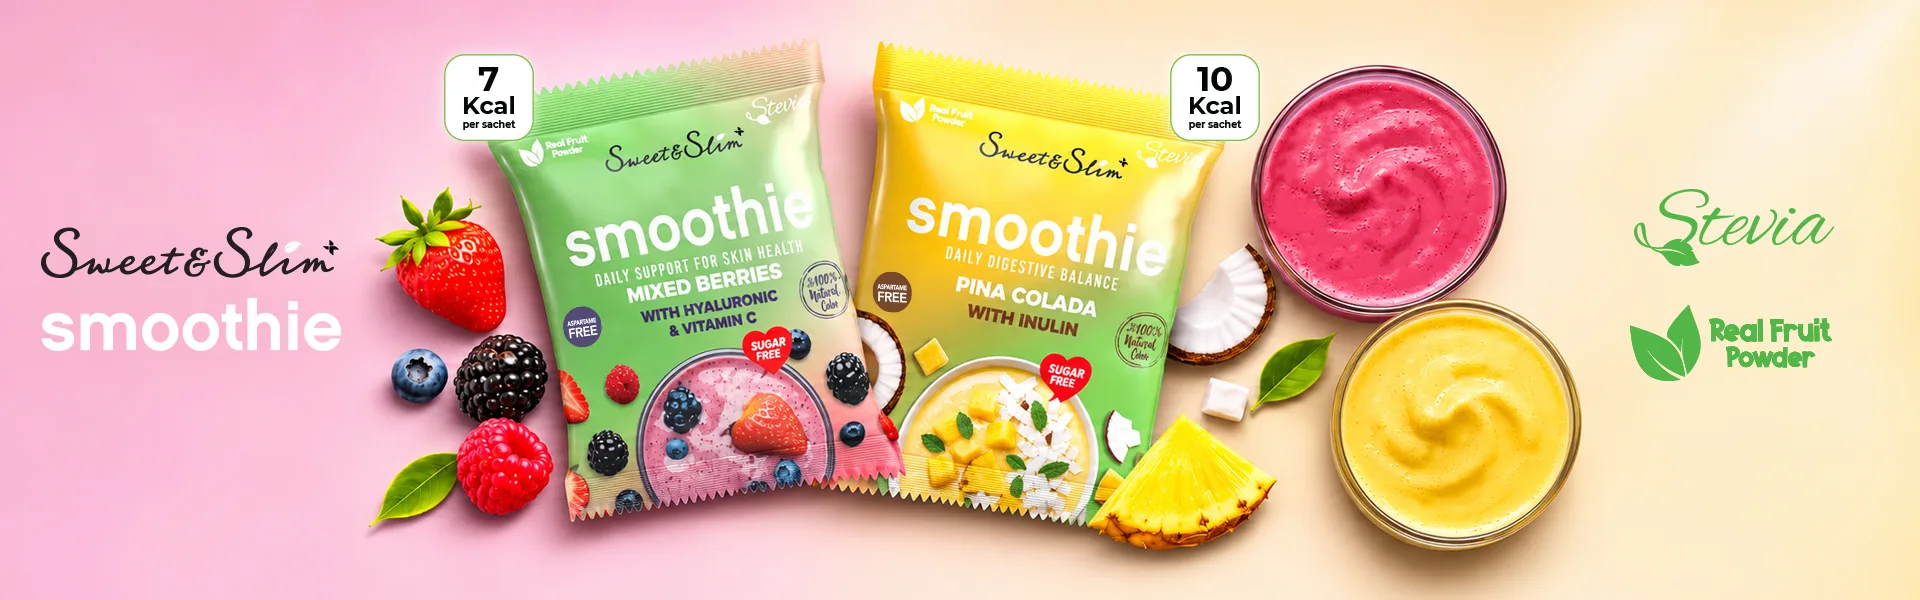 Sweet&Slim
smoothie
7
Kcal
per sachet
Real Fruit
Powder
Stevia
Sweet&Slim
smoothie
DAILY SUPPORT FOR SKIN HEALTH
MIXED BERRIES
WITH HYALURONIC
& VITAMIN C
ASPARTAME
FREE
100%
Natural
Color
SUGAR
FREE
10
Kcal
per sachet
Real Fruit
Powder
Stevia
Sweet&Slim
smoothie
DAILY DIGESTIVE BALANCE
PINA COLADA
WITH INULIN
ASPARTAME
FREE
100%
Natural
Color
SUGAR
FREE
Stevia
Real Fruit
Powder